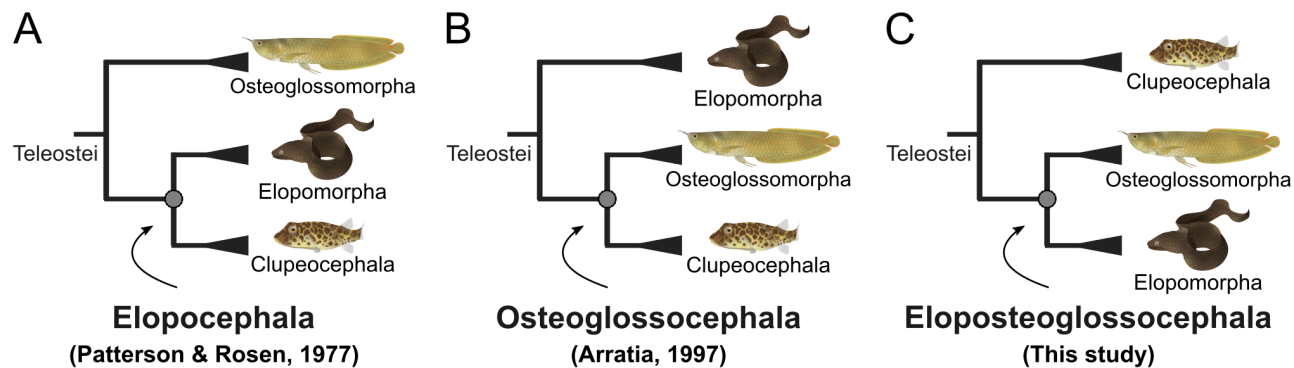 A
Osteoglossomorpha
Teleostei
Elopomorpha
Clupeocephala
Elopocephala
(Patterson & Rosen, 1977)
B
Elopomorpha
Teleostei
Osteoglossomorpha
Clupeocephala
Osteoglossocephala
(Arratia, 1997)
C
Clupeocephala
Teleostei
Osteoglossomorpha
Elopomorpha
Eloposteoglossocephala
(This study)